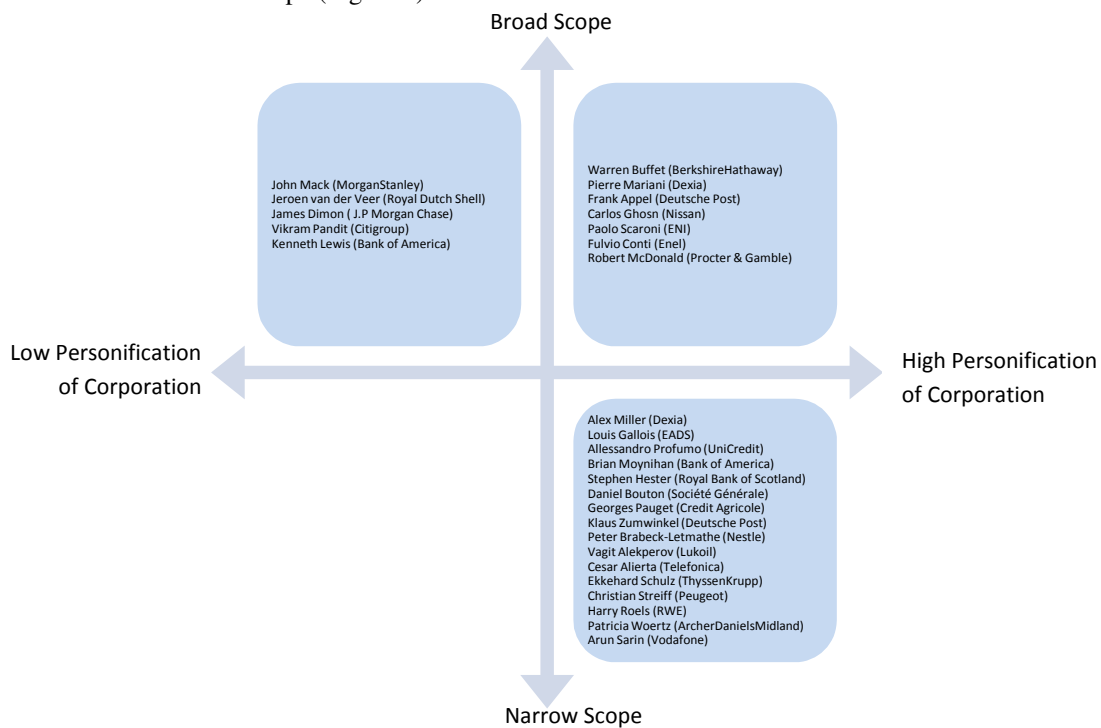 Broad Scope
John Mack (MorganStanley)
Jeroen van der Veer (Royal Dutch Shell)
James Dimon ( J.P Morgan Chase)
Vikram Pandit (Citigroup)
Kenneth Lewis (Bank of America)
Warren Buffet (BerkshireHathaway)
Pierre Mariani (Dexia)
Frank Appel (Deutsche Post)
Carlos Ghosn (Nissan)
Paolo Scaroni (ENI)
Fulvio Conti (Enel)
Robert McDonald (Procter & Gamble)
Low Personification
of Corporation
High Personification
of Corporation
Alex Miller (Dexia)
Louis Gallois (EADS)
Allessandro Profumo (UniCredit)
Brian Moynihan (Bank of America)
Stephen Hester (Royal Bank of Scotland)
Daniel Bouton (Société Générale)
Georges Pauget (Credit Agricole)
Klaus Zumwinkel (Deutsche Post)
Peter Brabeck-Letmathe (Nestle)
Vagit Alekperov (Lukoil)
Cesar Alierta (Telefonica)
Ekkehard Schulz (ThyssenKrupp)
Christian Streiff (Peugeot)
Harry Roels (RWE)
Patricia Woertz (ArcherDanielsMidland)
Arun Sarin (Vodafone)
Narrow Scope